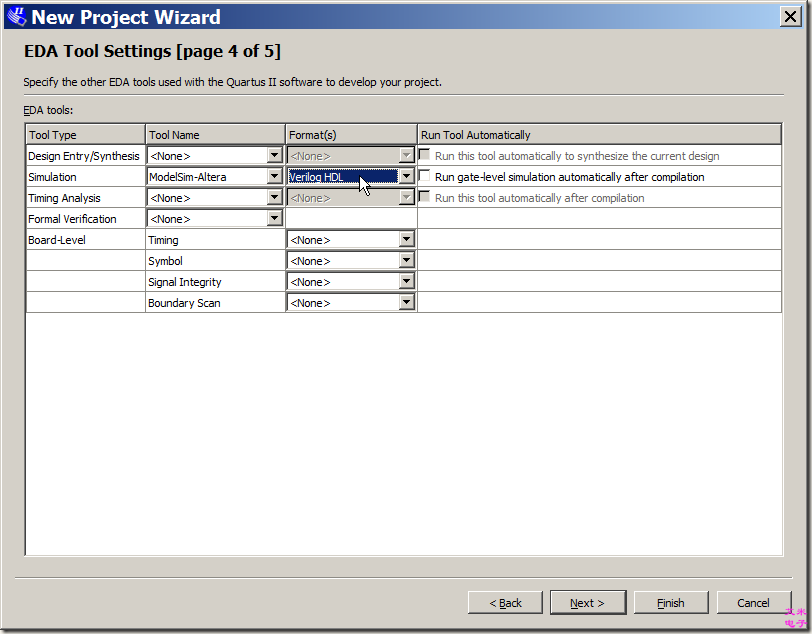 New Project Wizard
EDA Tool Settings [page 4 of 5]
Specify the other EDA tools used with the Quartus II software to develop your project.
EDA tools:
Tool Type Tool Name Format(s) Run Tool Automatically
Design Entry/Synthesis <None> <None> Run this tool automatically to synthesize the current design
Simulation ModelSim-Altera Verilog HDL Run gate-level simulation automatically after compilation
Timing Analysis <None> <None> Run this tool automatically after compilation
Formal Verification <None>
Board-Level Timing <None>
Symbol <None>
Signal Integrity <None>
Boundary Scan <None>
< Back Next > Finish Cancel
电子